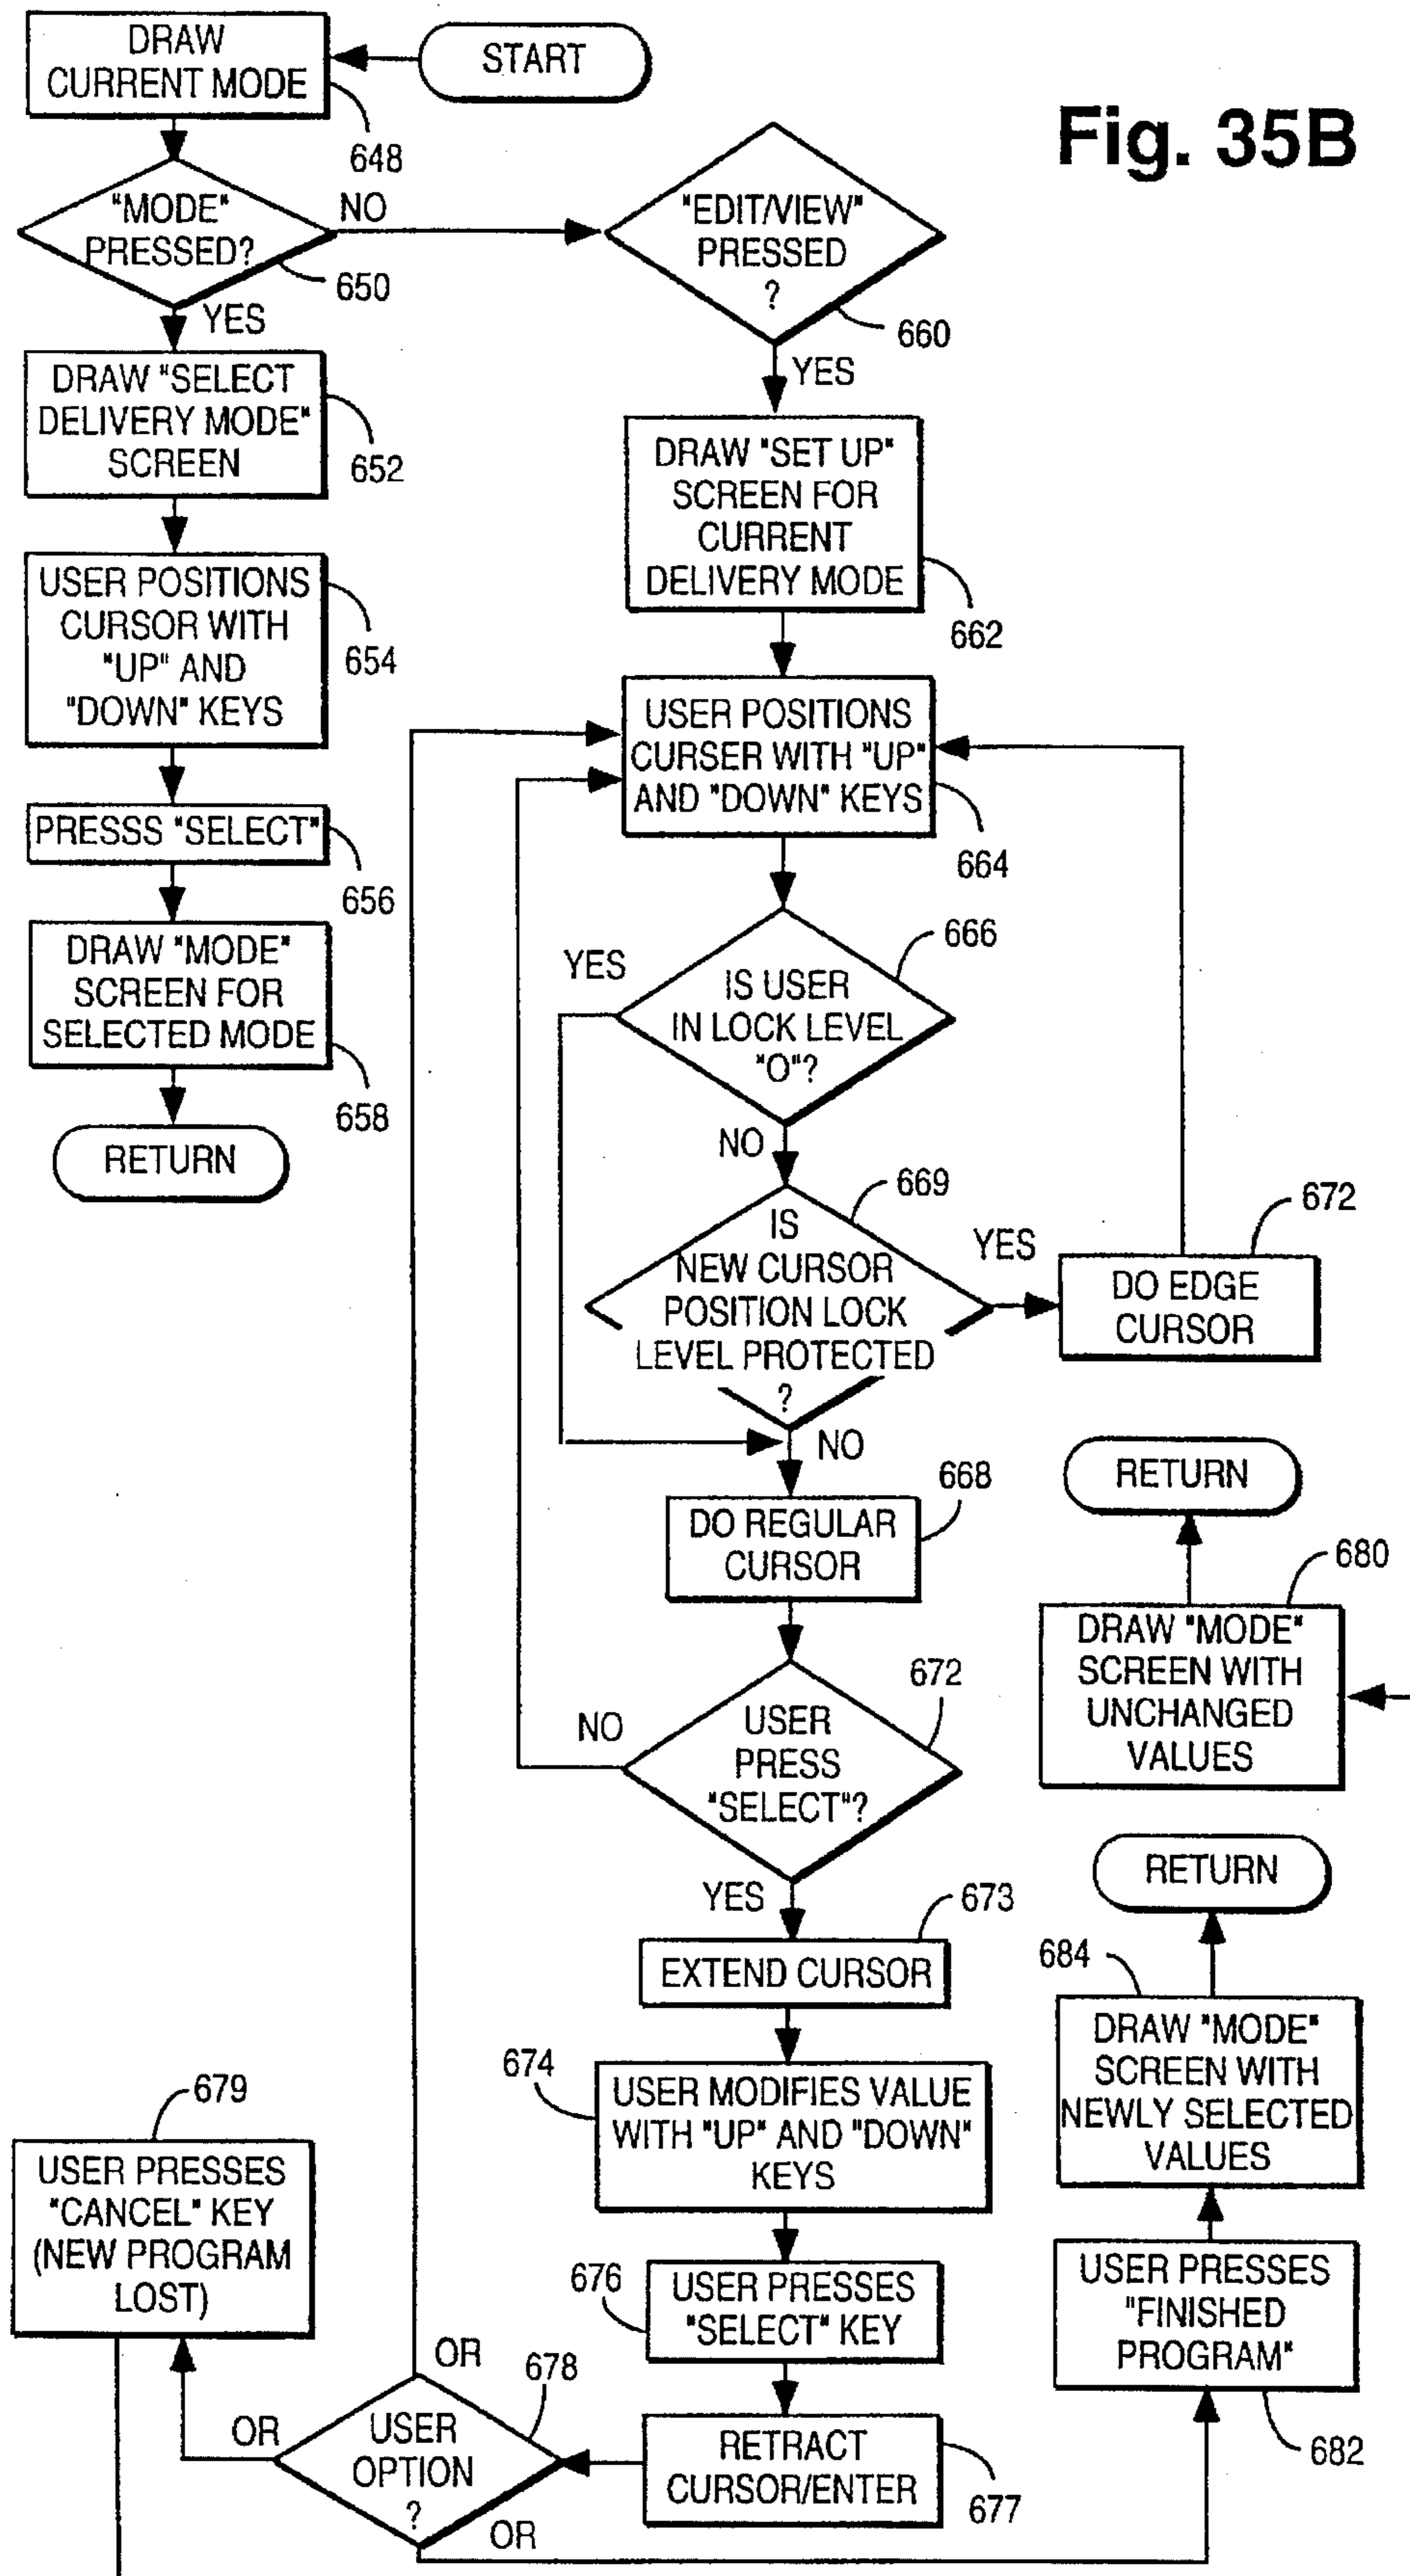 Fig. 35B
START
DRAW
CURRENT MODE
648
"MODE"
PRESSED?
650
NO
YES
DRAW "SELECT
DELIVERY MODE"
SCREEN
652
USER POSITIONS
CURSOR WITH
"UP" AND
"DOWN" KEYS
654
PRESSS "SELECT"
656
DRAW "MODE"
SCREEN FOR
SELECTED MODE
658
RETURN
"EDIT/VIEW"
PRESSED
?
660
YES
DRAW "SET UP"
SCREEN FOR
CURRENT
DELIVERY MODE
662
USER POSITIONS
CURSER WITH "UP"
AND "DOWN" KEYS
664
IS USER
IN LOCK LEVEL
"O"?
666
YES
NO
IS
NEW CURSOR
POSITION LOCK
LEVEL PROTECTED
?
669
YES
DO EDGE
CURSOR
672
NO
DO REGULAR
CURSOR
668
USER
PRESS
"SELECT"?
672
NO
YES
EXTEND CURSOR
673
USER MODIFIES VALUE
WITH "UP" AND "DOWN"
KEYS
674
USER PRESSES
"SELECT" KEY
676
RETRACT
CURSOR/ENTER
677
USER
OPTION
?
678
OR
OR
OR
USER PRESSES
"CANCEL" KEY
(NEW PROGRAM
LOST)
679
RETURN
DRAW "MODE"
SCREEN WITH
UNCHANGED
VALUES
680
RETURN
DRAW "MODE"
SCREEN WITH
NEWLY SELECTED
VALUES
684
USER PRESSES
"FINISHED
PROGRAM"
682